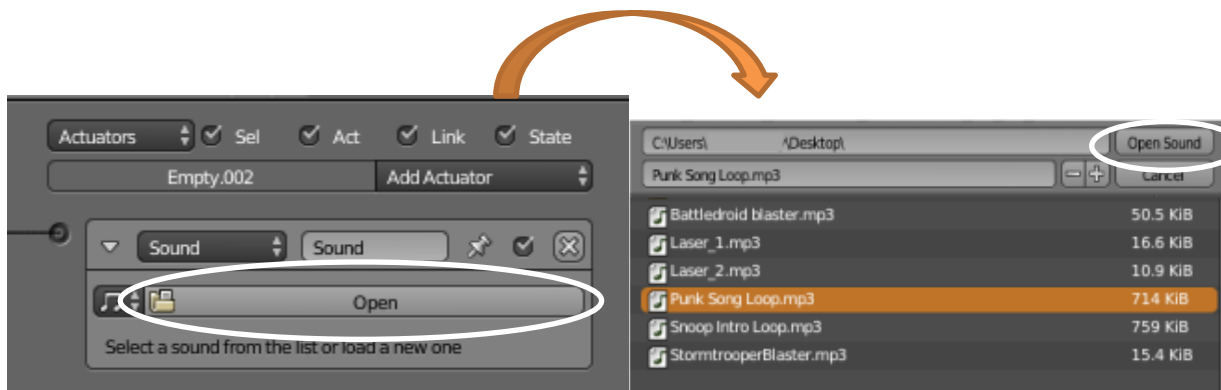 Actuators Sel Act Link State
Empty.002 Add Actuator
Sound Sound
Open
Select a sound from the list or load a new one
C:\Users\ \Desktop\ Open Sound
Punk Song Loop.mp3 Cancel
Battledroid blaster.mp3 50.5 KiB
Laser_1.mp3 16.6 KiB
Laser_2.mp3 10.9 KiB
Punk Song Loop.mp3 714 KiB
Snoop Intro Loop.mp3 759 KiB
StormtrooperBlaster.mp3 15.4 KiB